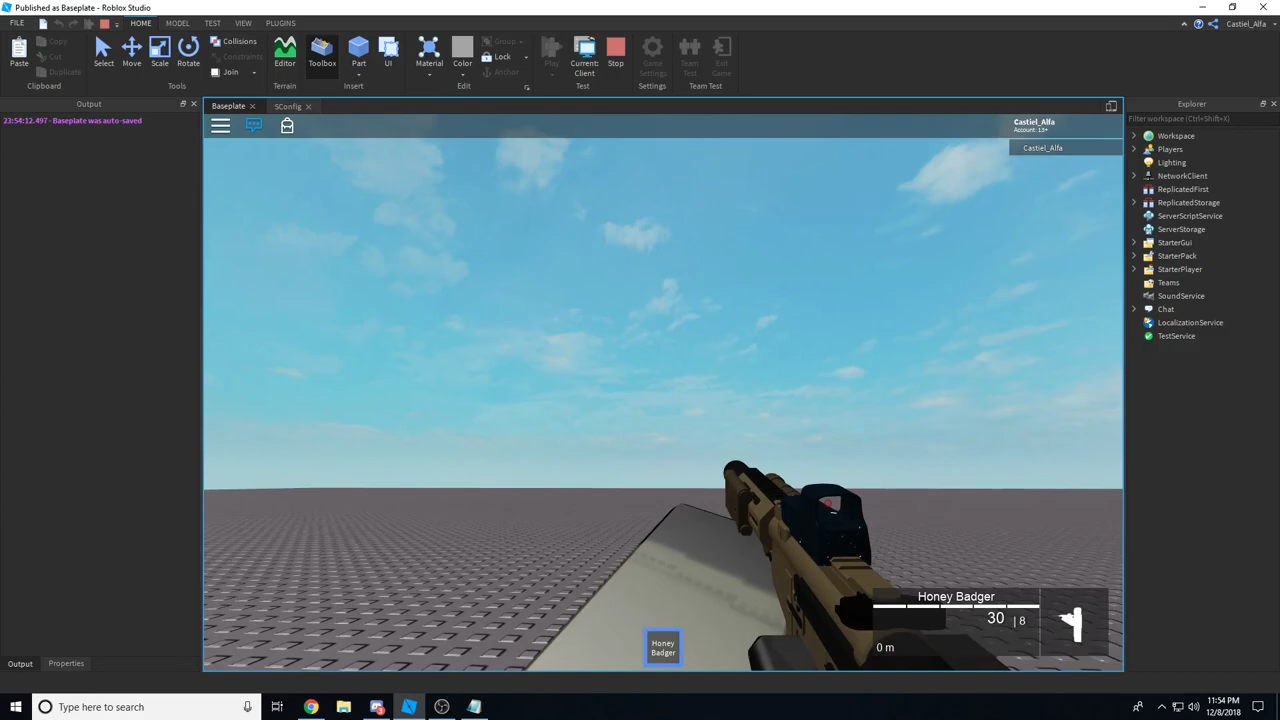 Published as Baseplate - Roblox Studio
FILE HOME MODEL TEST VIEW PLUGINS Castiel_Alfa
Paste Copy Cut Duplicate Clipboard
Select Move Scale Rotate Collisions Constraints Join Tools
Editor Terrain
Toolbox Part UI Insert
Material Color Group Lock Anchor Edit
Play Current: Client Stop Test
Game Settings Settings
Team Test Exit Game Team Test
Output
23:54:12.497 - Baseplate was auto-saved
Baseplate SConfig
Castiel_Alfa
Account: 13+
Castiel_Alfa
Honey Badger
30 | 8
0 m
Honey
Badger
Explorer
Filter workspace (Ctrl+Shift+X)
Workspace
Players
Lighting
NetworkClient
ReplicatedFirst
ReplicatedStorage
ServerScriptService
ServerStorage
StarterGui
StarterPack
StarterPlayer
Teams
SoundService
Chat
LocalizationService
TestService
Output Properties
Type here to search
11:54 PM
12/8/2018